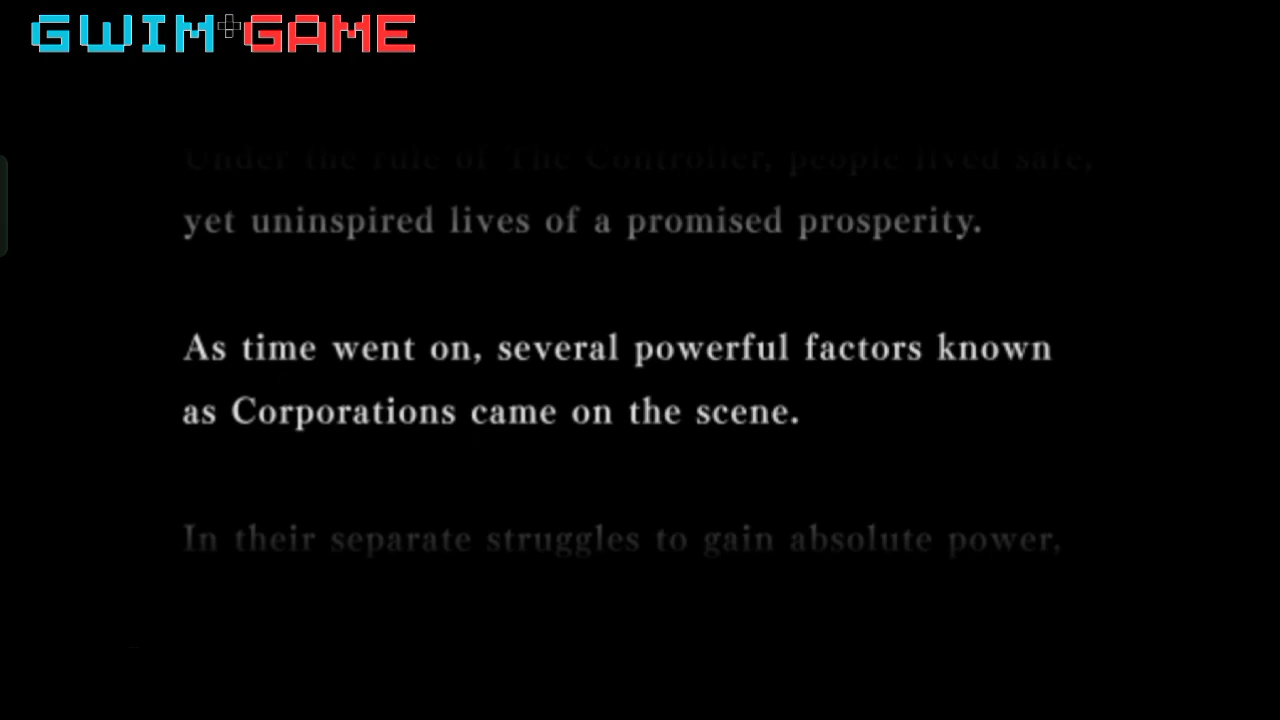 GWIM GAME
Under the rule of The Controller, people lived safe,
yet uninspired lives of a promised prosperity.
As time went on, several powerful factors known
as Corporations came on the scene.
In their separate struggles to gain absolute power,